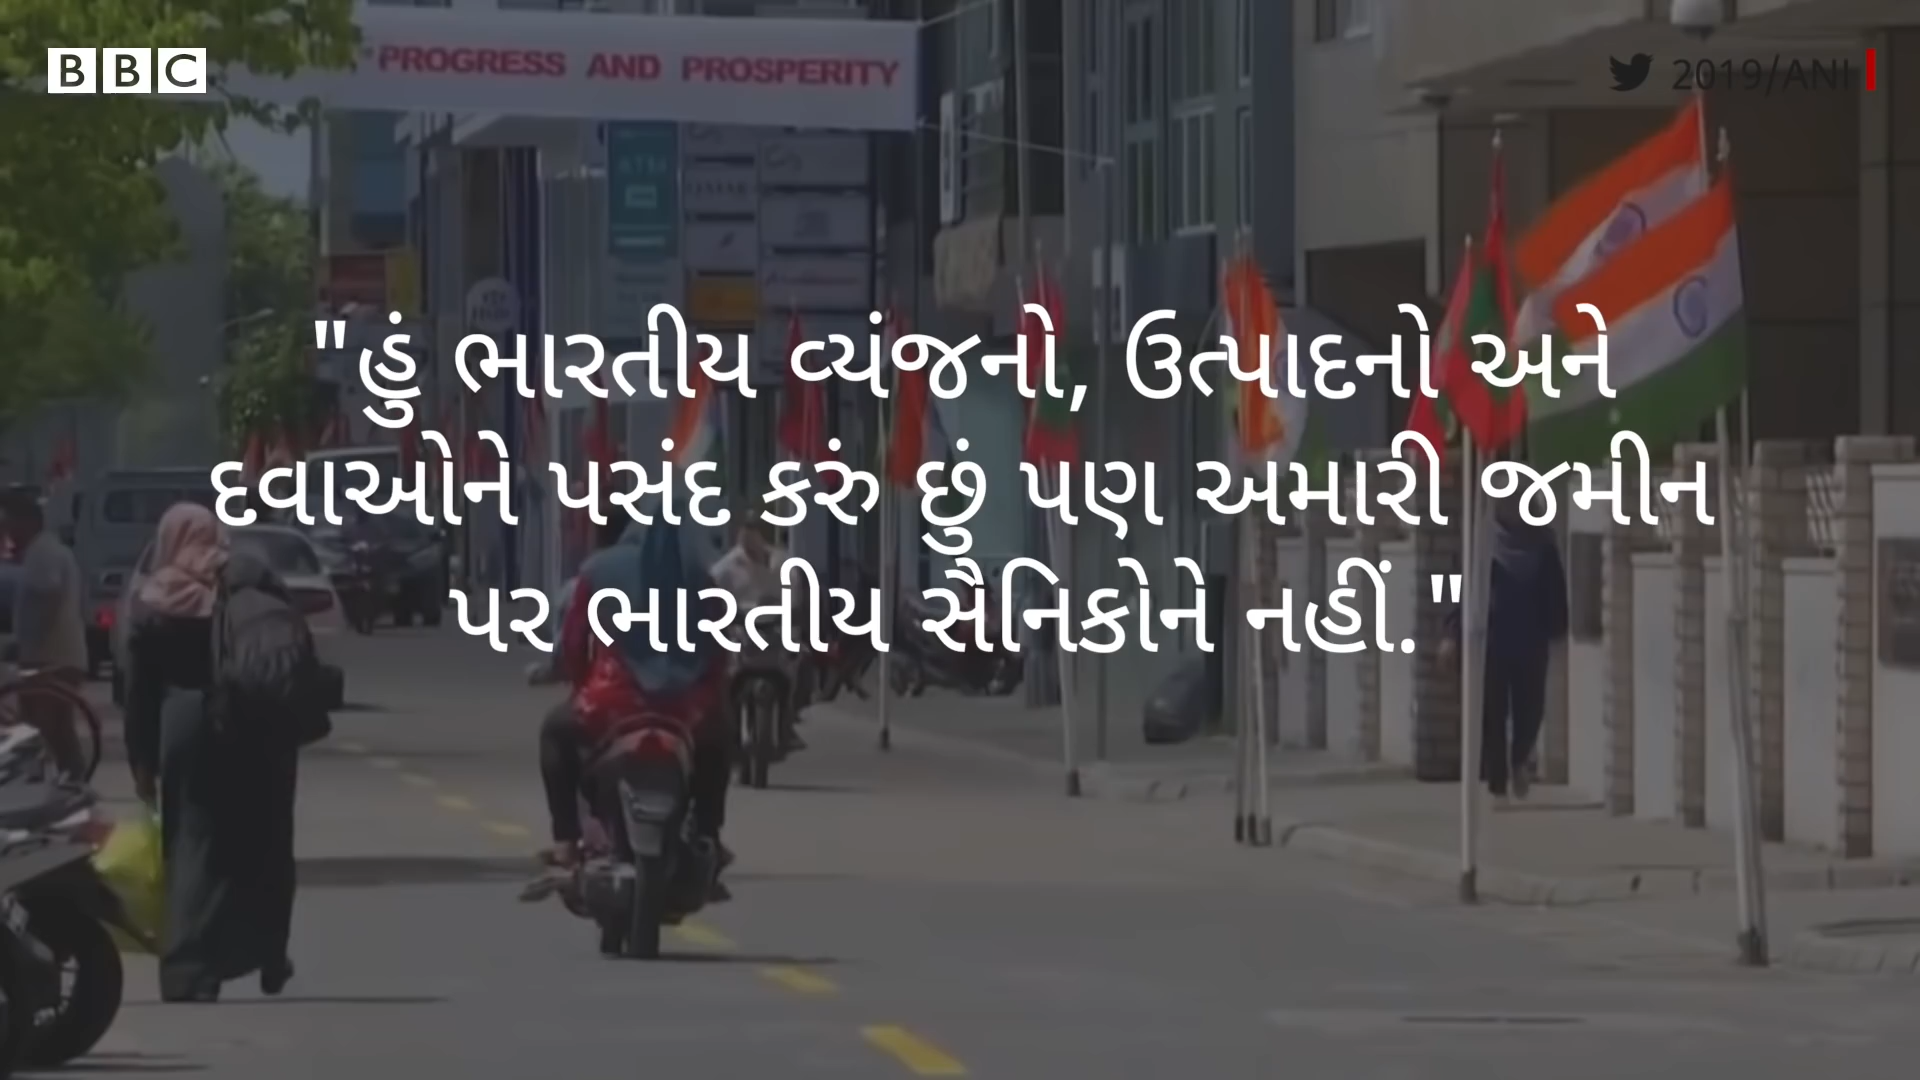 BBC
PROGRESS AND PROSPERITY
2019/ANI
"હું ભારતીય વ્યંજનો, ઉત્પાદનો અને
દવાઓને પસંદ કરું છું પણ અમારી જમીન
પર ભારતીય સૈનિકોને નહીં."